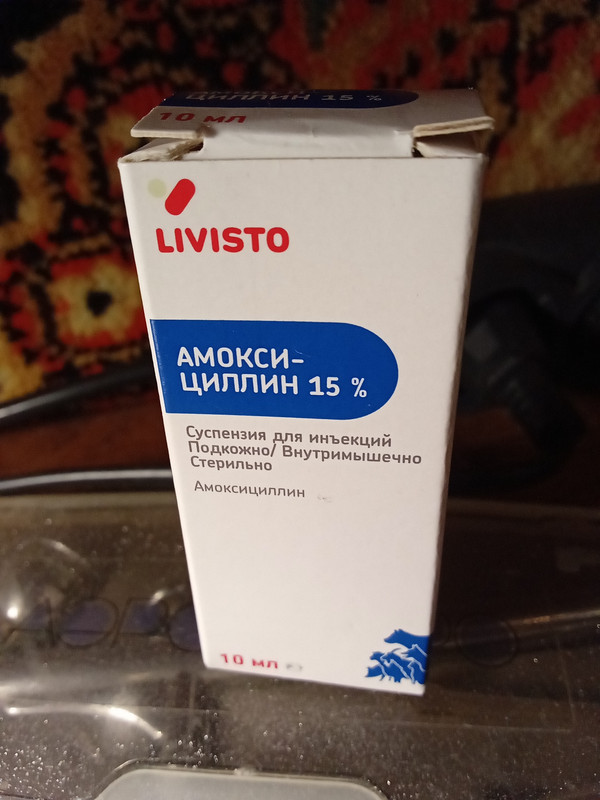 ЦИЛЛИН 15 %
10 мл
LIVISTO
АМОКСИ-
ЦИЛЛИН 15 %
Суспензия для инъекций
Подкожно/ Внутримышечно
Стерильно
Амоксициллин
10 мл